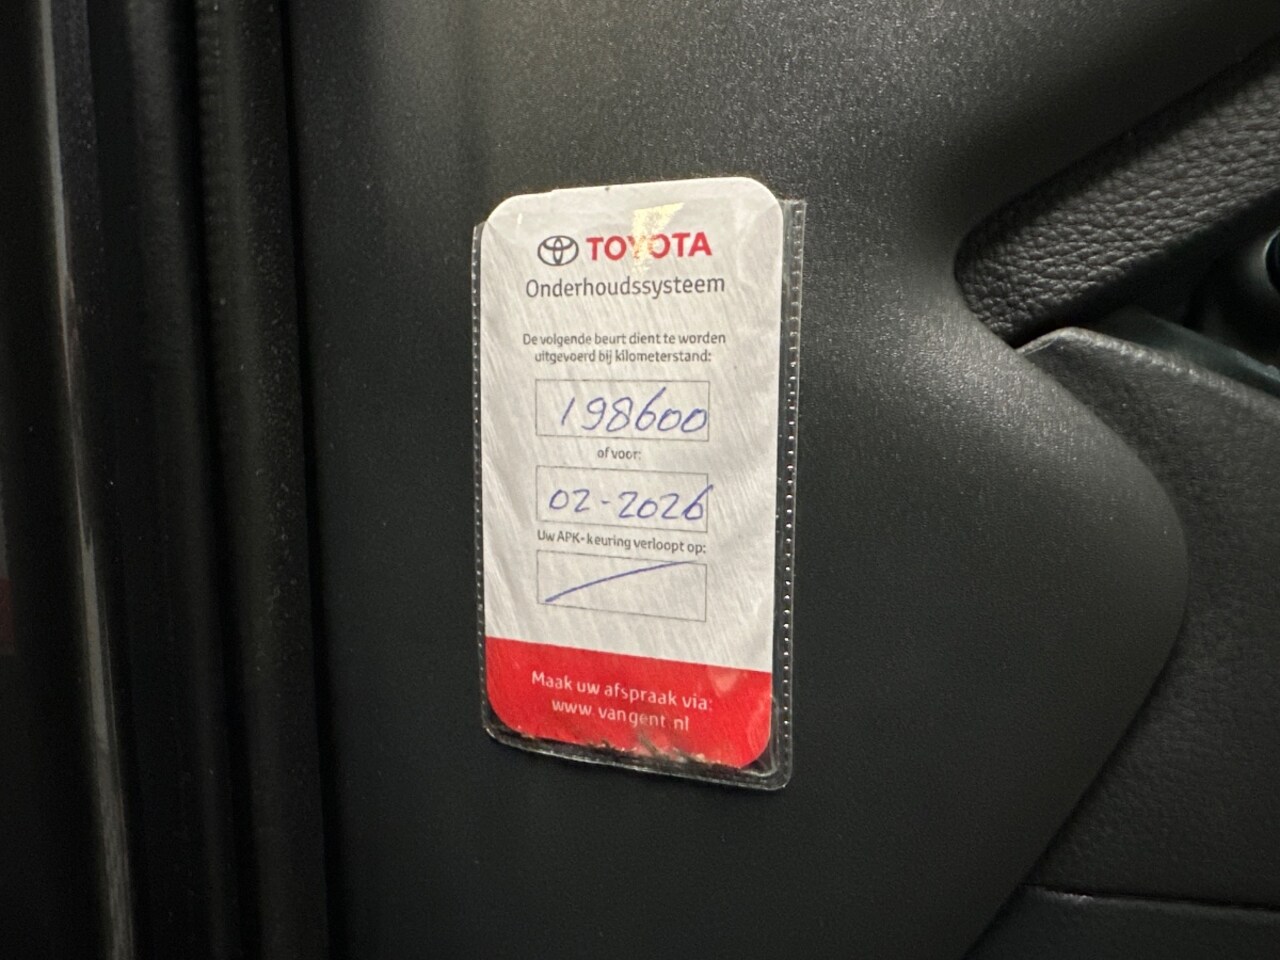 TOYOTA
Onderhoudssysteem
De volgende beurt dient te worden
uitgevoerd bij kilometerstand:
198600
of voor:
02-2026
Uw APK-keuring verloopt op:
Maak uw afspraak via:
www.vangent.nl